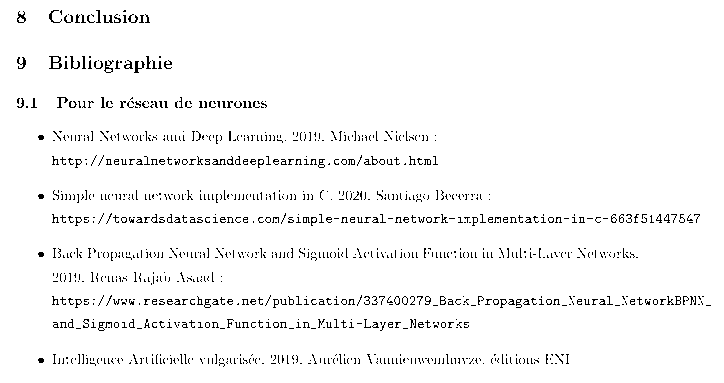 8 Conclusion
9 Bibliographie
9.1 Pour le réseau de neurones
• Neural Networks and Deep Learning, 2019, Michael Nielsen :
http://neuralnetworksanddeeplearning.com/about.html
• Simple neural network implementation in C, 2020, Santiago Becerra :
https://towardsdatascience.com/simple-neural-network-implementation-in-c-663f51447547
• Back Propagation Neural Network and Sigmoid Activation Function in Multi-Layer Networks,
2019, Renas Rajab Asaad :
https://www.researchgate.net/publication/337400279_Back_Propagation_Neural_NetworkBPNN_
and_Sigmoid_Activation_Function_in_Multi-Layer_Networks
• Intelligence Artificielle vulgarisée, 2019, Aurélien Vannieuwenhuyze, éditions ENI